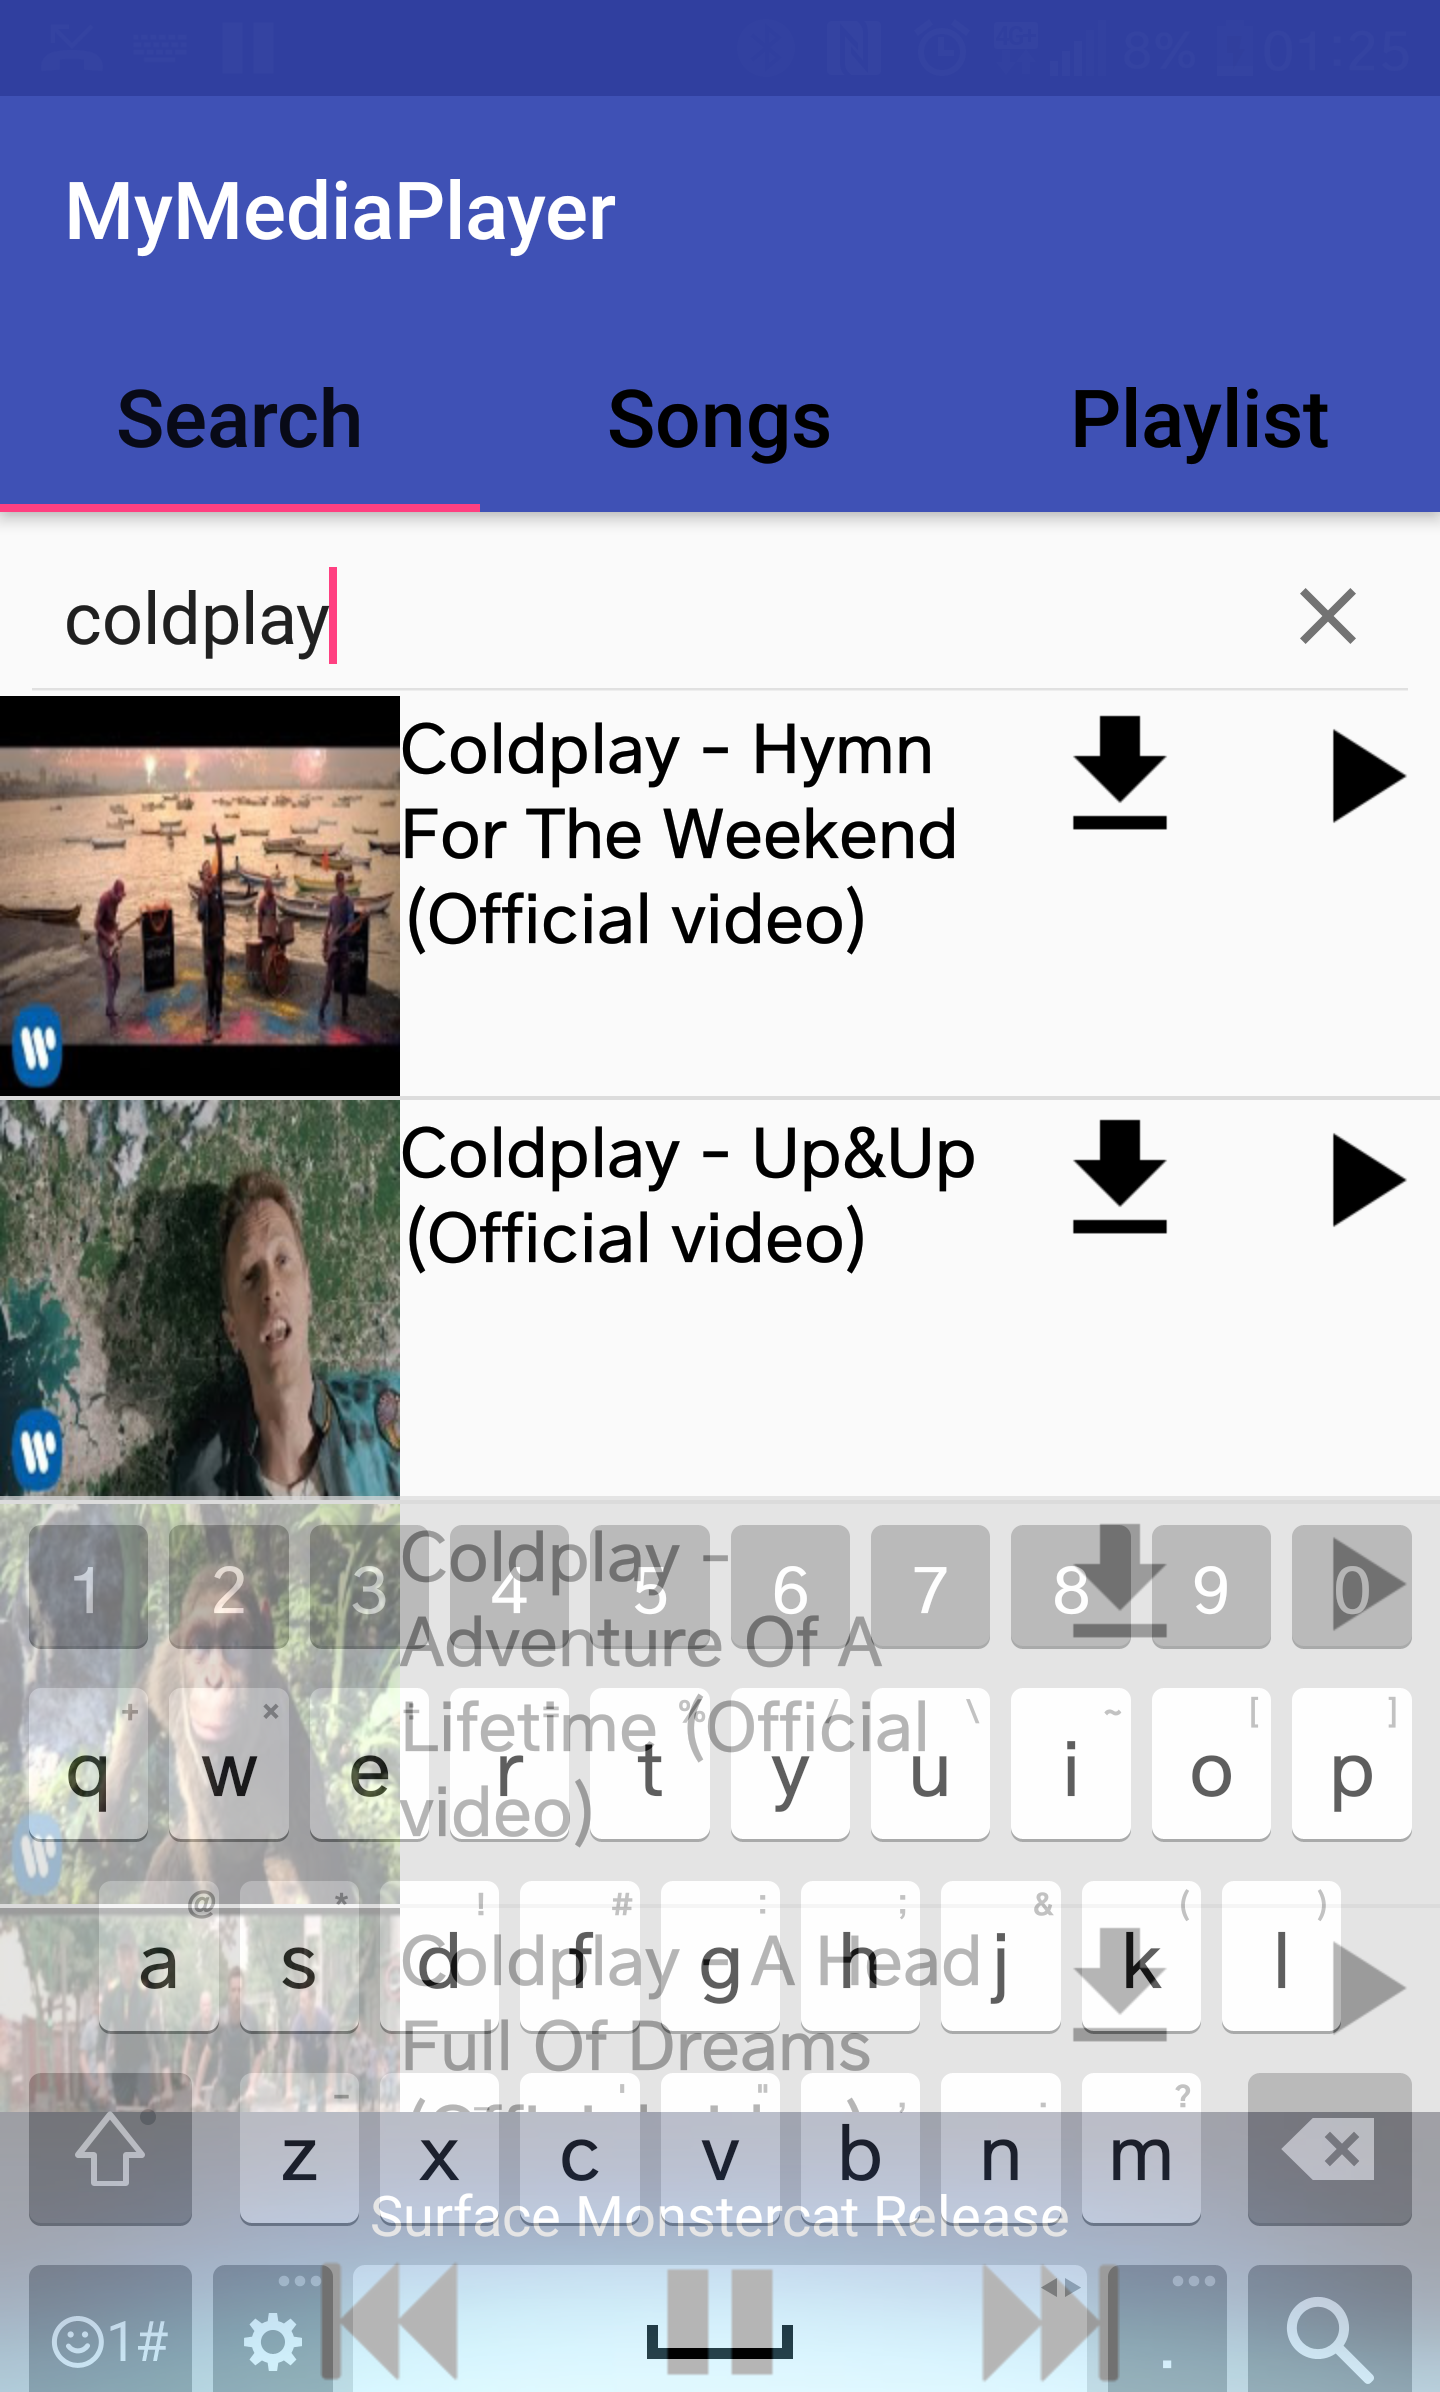 8% 01:25
MyMediaPlayer
Search Songs Playlist
coldplay
Coldplay - Hymn
For The Weekend
(Official video)
Coldplay - Up&Up
(Official video)
Coldplay -
1 2 3 4 5 6 7 8 9 0
Adventure Of A
Lifetime (Official
+ × ÷ = % / \ ~ [ ]
q w e r t y u i o p
video)
@ * ! # : ; & ( )
a s d f g h j k l
Coldplay - A Head
Full Of Dreams
- ' " , . ?
z x c v b n m
Surface Monstercat Release
1# .